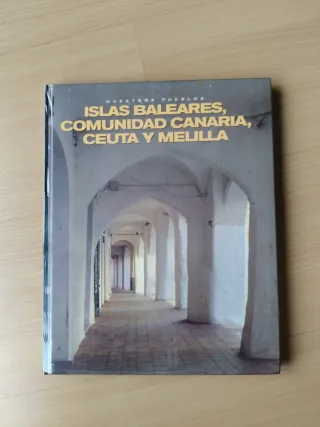 NUESTROS PUEBLOS
ISLAS BALEARES,
COMUNIDAD CANARIA,
CEUTA Y MELILLA